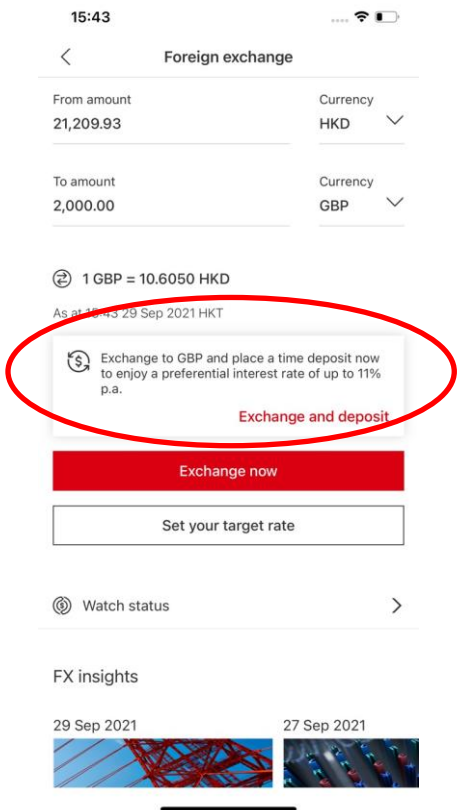 15:43
Foreign exchange
From amount
Currency
21,209.93
HKD
To amount
Currency
2,000.00
GBP
1 GBP = 10.6050 HKD
As at 15:43 29 Sep 2021 HKT
Exchange to GBP and place a time deposit now
to enjoy a preferential interest rate of up to 11%
p.a.
Exchange and deposit
Exchange now
Set your target rate
Watch status
FX insights
29 Sep 2021
27 Sep 2021